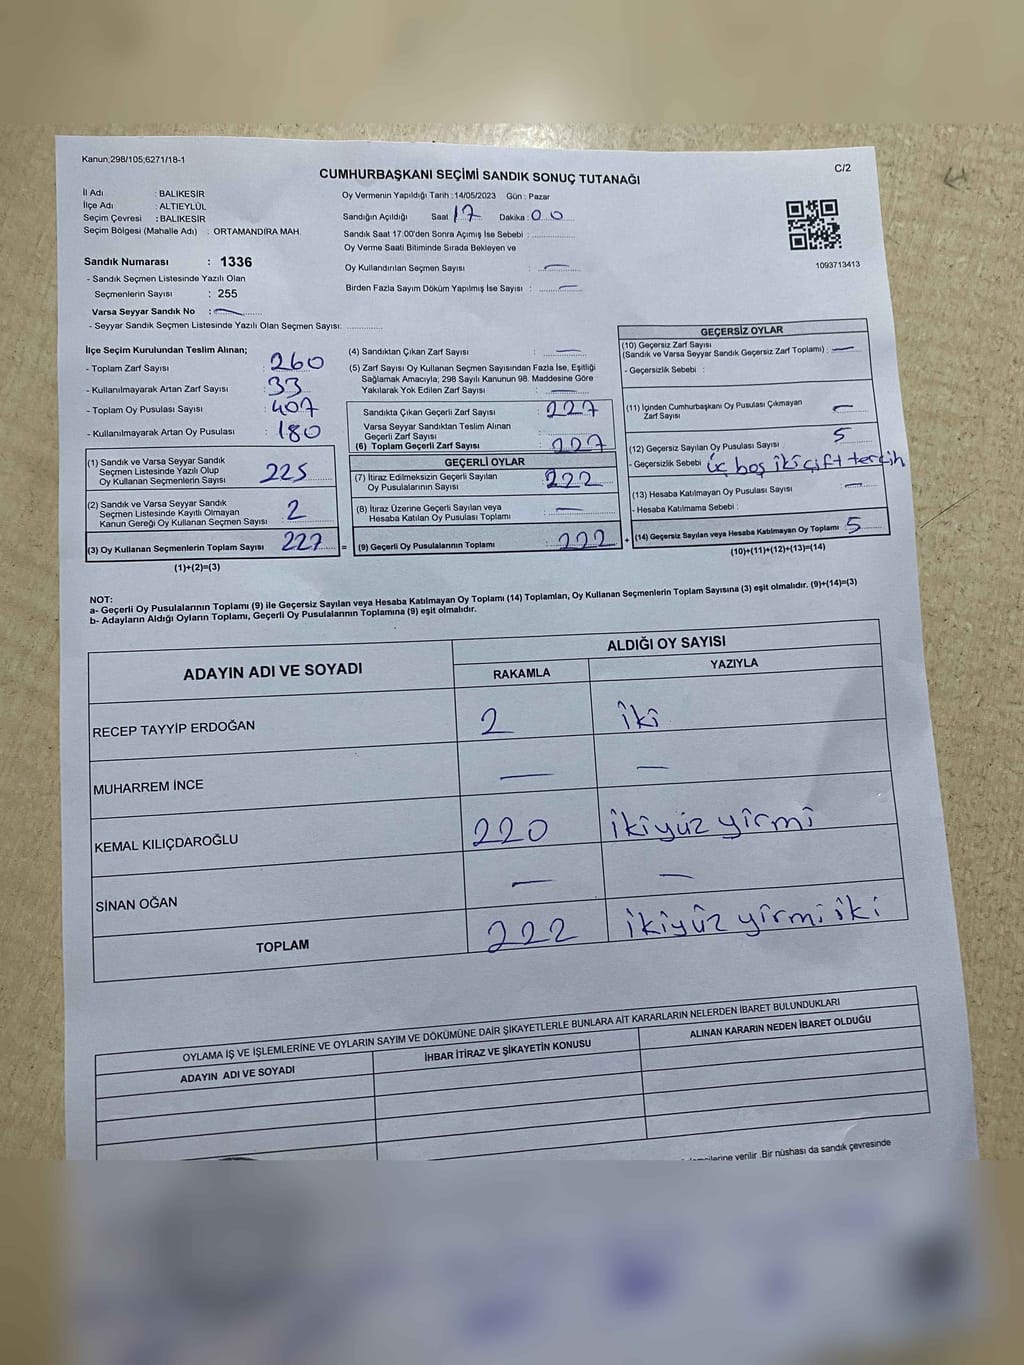 Kanun;298/105;6271/18-1
C/2
CUMHURBAŞKANI SEÇİMİ SANDIK SONUÇ TUTANAĞI
İl Adı : BALIKESİR
İlçe Adı : ALTIEYLÜL
Seçim Çevresi : BALIKESİR
Seçim Bölgesi (Mahalle Adı) : ORTAMANDIRA MAH.
Sandık Numarası : 1336
- Sandık Seçmen Listesinde Yazılı Olan
Seçmenlerin Sayısı : 255
Varsa Seyyar Sandık No : —
- Seyyar Sandık Seçmen Listesinde Yazılı Olan Seçmen Sayısı: ..............
Oy Vermenin Yapıldığı Tarih : 14/05/2023 Gün : Pazar
Sandığın Açıldığı Saat 17 Dakika : 00
Sandık Saat 17:00'den Sonra Açımış İse Sebebi : ..............
Oy Verme Saati Bitiminde Sırada Bekleyen ve
Oy Kullandırılan Seçmen Sayısı : —
Birden Fazla Sayım Döküm Yapılmış İse Sayısı : —
1093713413
İlçe Seçim Kurulundan Teslim Alınan;
- Toplam Zarf Sayısı : 260
- Kullanılmayarak Artan Zarf Sayısı : 33
- Toplam Oy Pusulası Sayısı : 407
- Kullanılmayarak Artan Oy Pusulası : 180
(1) Sandık ve Varsa Seyyar Sandık
Seçmen Listesinde Yazılı Olup
Oy Kullanan Seçmenlerin Sayısı 225
(2) Sandık ve Varsa Seyyar Sandık
Seçmen Listesinde Kayıtlı Olmayan
Kanun Gereği Oy Kullanan Seçmen Sayısı 2
(3) Oy Kullanan Seçmenlerin Toplam Sayısı 227 =
(1)+(2)=(3)
(4) Sandıktan Çıkan Zarf Sayısı : —
(5) Zarf Sayısı Oy Kullanan Seçmen Sayısından Fazla İse, Eşitliği
Sağlamak Amacıyla; 298 Sayılı Kanunun 98. Maddesine Göre
Yakılarak Yok Edilen Zarf Sayısı : —
Sandıkta Çıkan Geçerli Zarf Sayısı : 227
Varsa Seyyar Sandıktan Teslim Alınan
Geçerli Zarf Sayısı
(6) Toplam Geçerli Zarf Sayısı : 227
GEÇERLİ OYLAR
(7) İtiraz Edilmeksizin Geçerli Sayılan
Oy Pusulalarının Sayısı : 222
(8) İtiraz Üzerine Geçerli Sayılan veya
Hesaba Katılan Oy Pusulası Toplamı : —
(9) Geçerli Oy Pusulalarının Toplamı : 222 +
GEÇERSİZ OYLAR
(10) Geçersiz Zarf Sayısı
(Sandık ve Varsa Seyyar Sandık Geçersiz Zarf Toplamı) : —
- Geçersizlik Sebebi :
(11) İçinden Cumhurbaşkanı Oy Pusulası Çıkmayan
Zarf Sayısı —
(12) Geçersiz Sayılan Oy Pusulası Sayısı 5
- Geçersizlik Sebebi üç boş iki çift tercih
(13) Hesaba Katılmayan Oy Pusulası Sayısı —
- Hesaba Katılmama Sebebi :
(14) Geçersiz Sayılan veya Hesaba Katılmayan Oy Toplamı 5
(10)+(11)+(12)+(13)=(14)
NOT:
a- Geçerli Oy Pusulalarının Toplamı (9) ile Geçersiz Sayılan veya Hesaba Katılmayan Oy Toplamı (14) Toplamları, Oy Kullanan Seçmenlerin Toplam Sayısına (3) eşit olmalıdır. (9)+(14)=(3)
b- Adayların Aldığı Oyların Toplamı, Geçerli Oy Pusulalarının Toplamına (9) eşit olmalıdır.
ADAYIN ADI VE SOYADI ALDIĞI OY SAYISI
RAKAMLA YAZIYLA
RECEP TAYYİP ERDOĞAN 2 iki
MUHARREM İNCE — —
KEMAL KILIÇDAROĞLU 220 ikiyüz yirmi
SİNAN OĞAN — —
TOPLAM 222 ikiyüz yirmi iki
OYLAMA İŞ VE İŞLEMLERİNE VE OYLARIN SAYIM VE DÖKÜMÜNE DAİR ŞİKAYETLERLE BUNLARA AİT KARARLARIN NELERDEN İBARET BULUNDUKLARI
ADAYIN ADI VE SOYADI İHBAR İTİRAZ VE ŞİKAYETİN KONUSU ALINAN KARARIN NEDEN İBARET OLDUĞU
verilir .Bir nüshası da sandık çevresinde